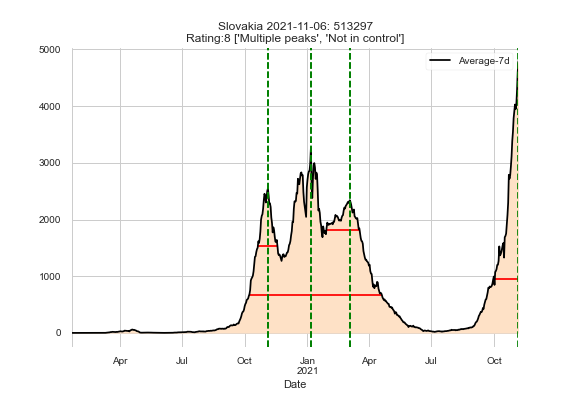 Slovakia 2021-11-06: 513297
Rating:8 ['Multiple peaks', 'Not in control']
Average-7d
5000
4000
3000
2000
1000
0
Apr
Jul
Oct
Jan
2021
Apr
Jul
Oct
Date